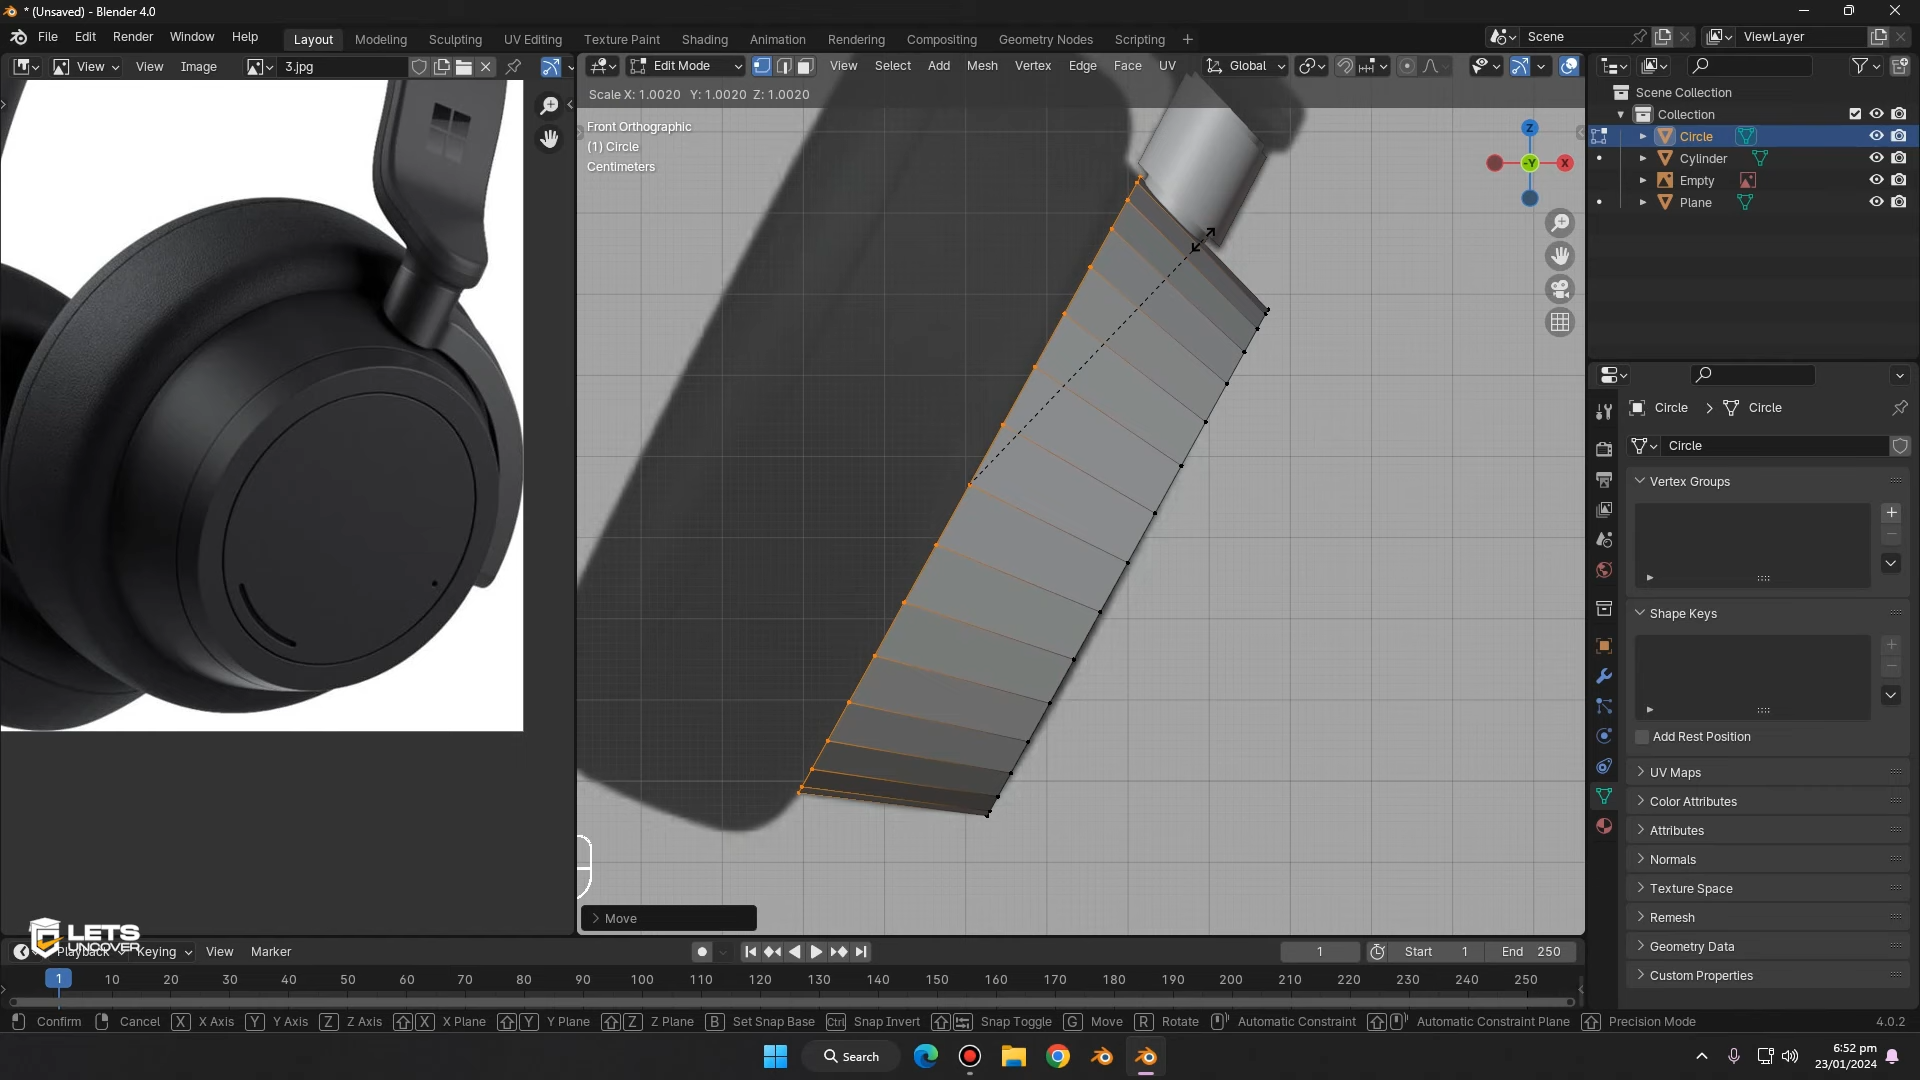 * (Unsaved) - Blender 4.0
File Edit Render Window Help
Layout Modeling Sculpting UV Editing Texture Paint Shading Animation Rendering Compositing Geometry Nodes Scripting +
Scene
ViewLayer
View View Image 3.jpg
Edit Mode View Select Add Mesh Vertex Edge Face UV Global
Scale X: 1.0020 Y: 1.0020 Z: 1.0020
Front Orthographic
(1) Circle
Centimeters
Z
-Y
X
Scene Collection
Collection
Circle
Cylinder
Empty
Plane
Circle > Circle
Circle
Vertex Groups
Shape Keys
Add Rest Position
UV Maps
Color Attributes
Attributes
Normals
Texture Space
Remesh
Geometry Data
Custom Properties
Move
LETS
UNCOVER
Playback Keying View Marker
1 Start 1 End 250
1 10 20 30 40 50 60 70 80 90 100 110 120 130 140 150 160 170 180 190 200 210 220 230 240 250
Confirm Cancel X X Axis Y Y Axis Z Z Axis X X Plane Y Y Plane Z Z Plane B Set Snap Base Ctrl Snap Invert Snap Toggle G Move R Rotate Automatic Constraint Automatic Constraint Plane Precision Mode 4.0.2
Search
6:52 pm
23/01/2024